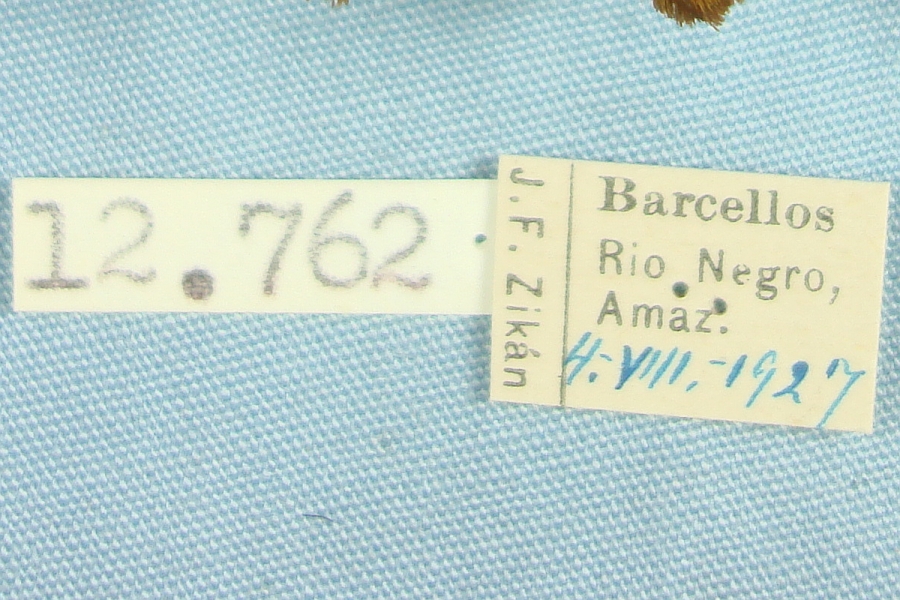 12.762
J. F. Zikán
Barcellos
Rio Negro,
Amaz.
4.VIII.-1927